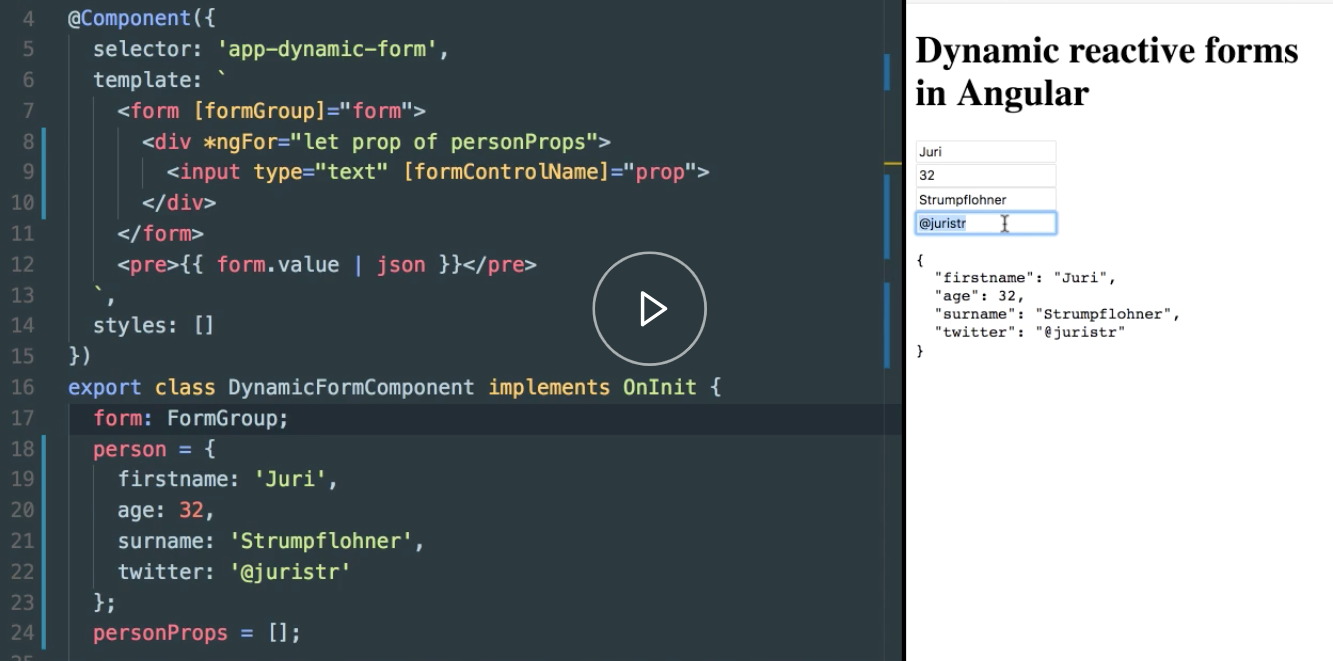 4 @Component({
5 selector: 'app-dynamic-form',
6 template: `
7 <form [formGroup]="form">
8 <div *ngFor="let prop of personProps">
9 <input type="text" [formControlName]="prop">
10 </div>
11 </form>
12 <pre>{{ form.value | json }}</pre>
13 `,
14 styles: []
15 })
16 export class DynamicFormComponent implements OnInit {
17 form: FormGroup;
18 person = {
19 firstname: 'Juri',
20 age: 32,
21 surname: 'Strumpflohner',
22 twitter: '@juristr'
23 };
24 personProps = [];
25
Dynamic reactive forms
in Angular
Juri
32
Strumpflohner
@juristr
{
"firstname": "Juri",
"age": 32,
"surname": "Strumpflohner",
"twitter": "@juristr"
}